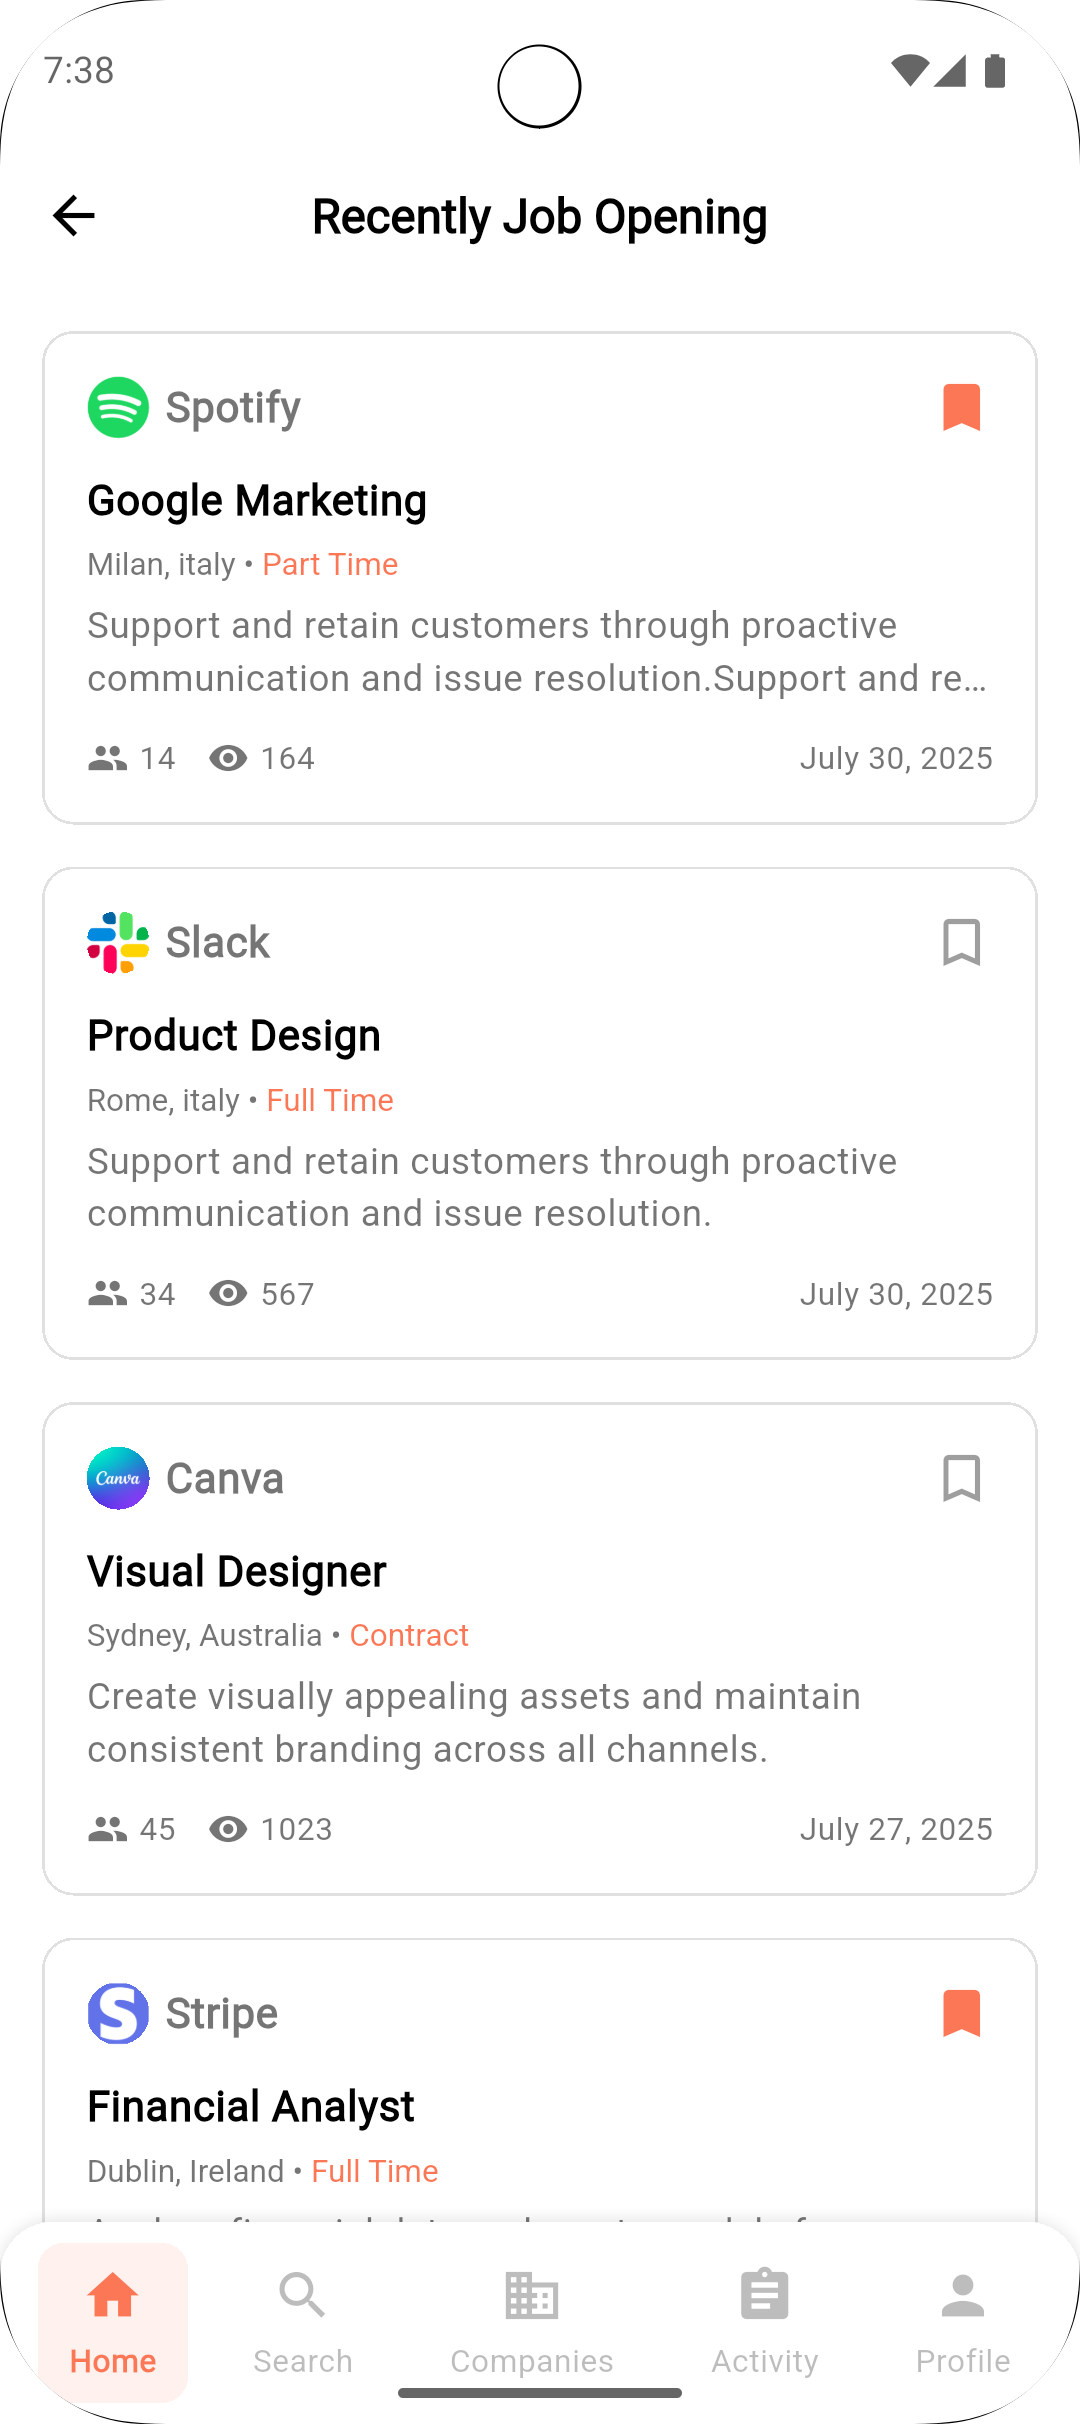 7:38
Recently Job Opening
Spotify
Google Marketing
Milan, italy • Part Time
Support and retain customers through proactive
communication and issue resolution.Support and re...
14 164 July 30, 2025
Slack
Product Design
Rome, italy • Full Time
Support and retain customers through proactive
communication and issue resolution.
34 567 July 30, 2025
Canva
Canva
Visual Designer
Sydney, Australia • Contract
Create visually appealing assets and maintain
consistent branding across all channels.
45 1023 July 27, 2025
Stripe
Financial Analyst
Dublin, Ireland • Full Time
Home Search Companies Activity Profile